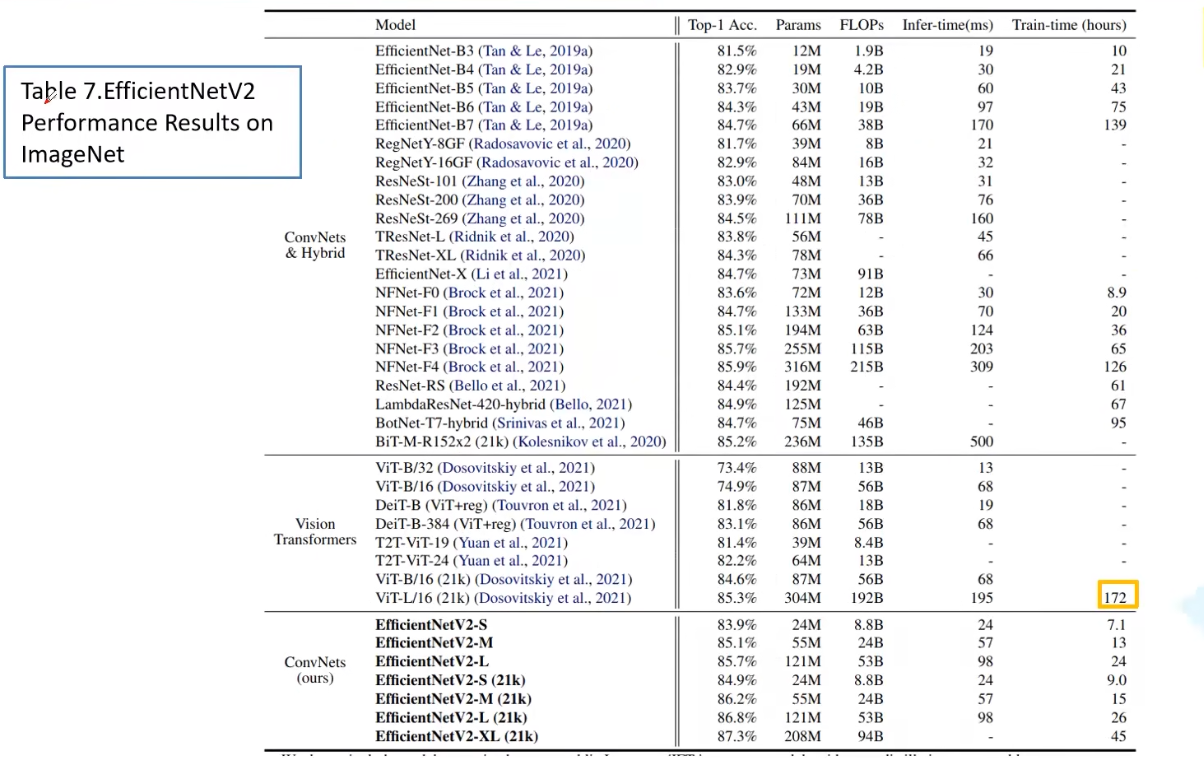 Table 7.EfficientNetV2
Performance Results on
ImageNet
Model Top-1 Acc. Params FLOPs Infer-time(ms) Train-time (hours)
ConvNets
& Hybrid
EfficientNet-B3 (Tan & Le, 2019a) 81.5% 12M 1.9B 19 10
EfficientNet-B4 (Tan & Le, 2019a) 82.9% 19M 4.2B 30 21
EfficientNet-B5 (Tan & Le, 2019a) 83.7% 30M 10B 60 43
EfficientNet-B6 (Tan & Le, 2019a) 84.3% 43M 19B 97 75
EfficientNet-B7 (Tan & Le, 2019a) 84.7% 66M 38B 170 139
RegNetY-8GF (Radosavovic et al., 2020) 81.7% 39M 8B 21 -
RegNetY-16GF (Radosavovic et al., 2020) 82.9% 84M 16B 32 -
ResNeSt-101 (Zhang et al., 2020) 83.0% 48M 13B 31 -
ResNeSt-200 (Zhang et al., 2020) 83.9% 70M 36B 76 -
ResNeSt-269 (Zhang et al., 2020) 84.5% 111M 78B 160 -
TResNet-L (Ridnik et al., 2020) 83.8% 56M - 45 -
TResNet-XL (Ridnik et al., 2020) 84.3% 78M - 66 -
EfficientNet-X (Li et al., 2021) 84.7% 73M 91B - -
NFNet-F0 (Brock et al., 2021) 83.6% 72M 12B 30 8.9
NFNet-F1 (Brock et al., 2021) 84.7% 133M 36B 70 20
NFNet-F2 (Brock et al., 2021) 85.1% 194M 63B 124 36
NFNet-F3 (Brock et al., 2021) 85.7% 255M 115B 203 65
NFNet-F4 (Brock et al., 2021) 85.9% 316M 215B 309 126
ResNet-RS (Bello et al., 2021) 84.4% 192M - - 61
LambdaResNet-420-hybrid (Bello, 2021) 84.9% 125M - - 67
BotNet-T7-hybrid (Srinivas et al., 2021) 84.7% 75M 46B - 95
BiT-M-R152x2 (21k) (Kolesnikov et al., 2020) 85.2% 236M 135B 500 -
Vision
Transformers
ViT-B/32 (Dosovitskiy et al., 2021) 73.4% 88M 13B 13 -
ViT-B/16 (Dosovitskiy et al., 2021) 74.9% 87M 56B 68 -
DeiT-B (ViT+reg) (Touvron et al., 2021) 81.8% 86M 18B 19 -
DeiT-B-384 (ViT+reg) (Touvron et al., 2021) 83.1% 86M 56B 68 -
T2T-ViT-19 (Yuan et al., 2021) 81.4% 39M 8.4B - -
T2T-ViT-24 (Yuan et al., 2021) 82.2% 64M 13B - -
ViT-B/16 (21k) (Dosovitskiy et al., 2021) 84.6% 87M 56B 68 -
ViT-L/16 (21k) (Dosovitskiy et al., 2021) 85.3% 304M 192B 195 172
ConvNets
(ours)
EfficientNetV2-S 83.9% 24M 8.8B 24 7.1
EfficientNetV2-M 85.1% 55M 24B 57 13
EfficientNetV2-L 85.7% 121M 53B 98 24
EfficientNetV2-S (21k) 84.9% 24M 8.8B 24 9.0
EfficientNetV2-M (21k) 86.2% 55M 24B 57 15
EfficientNetV2-L (21k) 86.8% 121M 53B 98 26
EfficientNetV2-XL (21k) 87.3% 208M 94B - 45